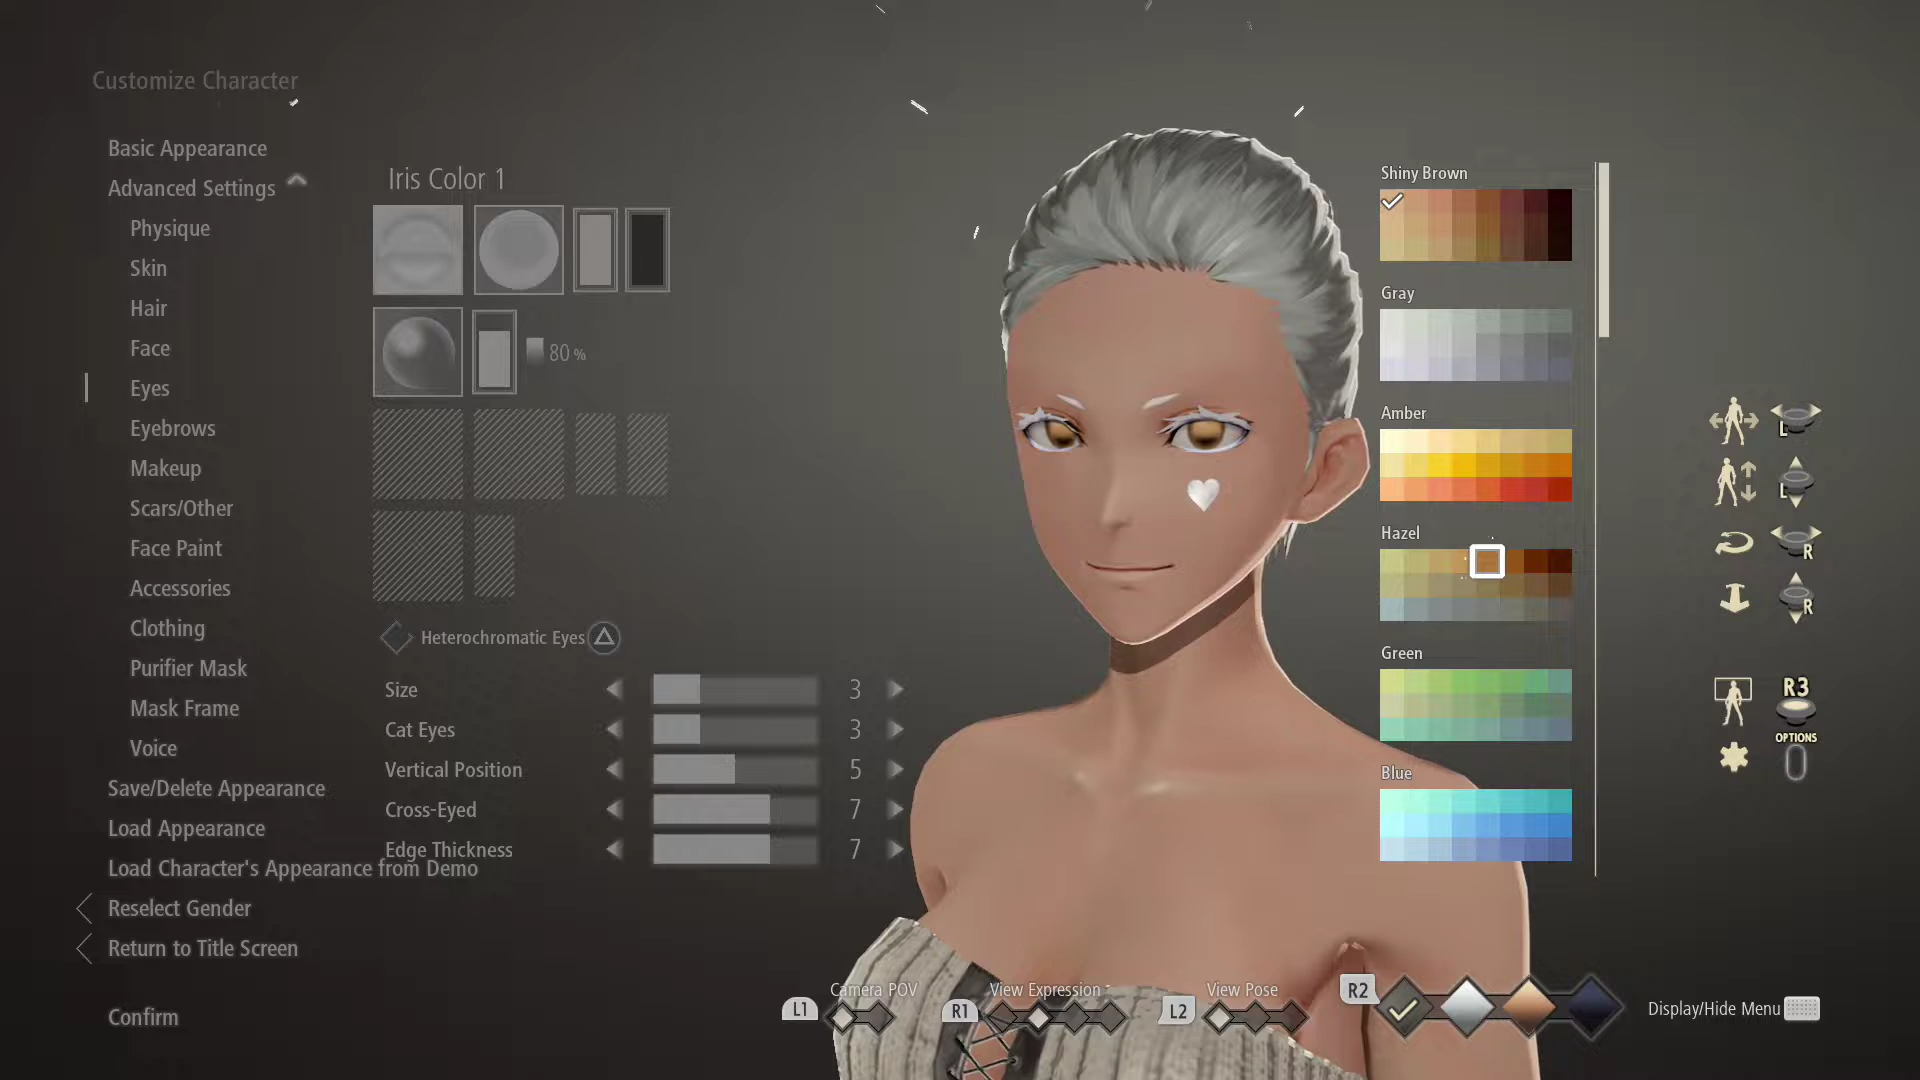 Customize Character
Basic Appearance
Advanced Settings
Physique
Skin
Hair
Face
Eyes
Eyebrows
Makeup
Scars/Other
Face Paint
Accessories
Clothing
Purifier Mask
Mask Frame
Voice
Save/Delete Appearance
Load Appearance
Load Character's Appearance from Demo
Reselect Gender
Return to Title Screen
Confirm
Iris Color 1
80 %
Heterochromatic Eyes
Size 3
Cat Eyes 3
Vertical Position 5
Cross-Eyed 7
Edge Thickness 7
Shiny Brown
Gray
Amber
Hazel
Green
Blue
L
L
R
R
R3
OPTIONS
L1 Camera POV
R1 View Expression
L2 View Pose
R2
Display/Hide Menu